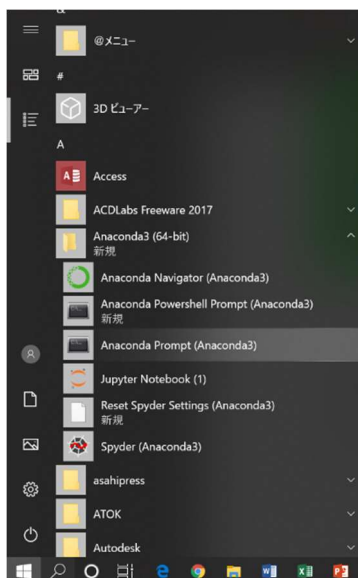 &
@メニュー
#
3D ビューアー
A
Access
ACDLabs Freeware 2017
Anaconda3 (64-bit)
新規
Anaconda Navigator (Anaconda3)
Anaconda Powershell Prompt (Anaconda3)
新規
Anaconda Prompt (Anaconda3)
Jupyter Notebook (1)
Reset Spyder Settings (Anaconda3)
新規
Spyder (Anaconda3)
asahipress
ATOK
Autodesk